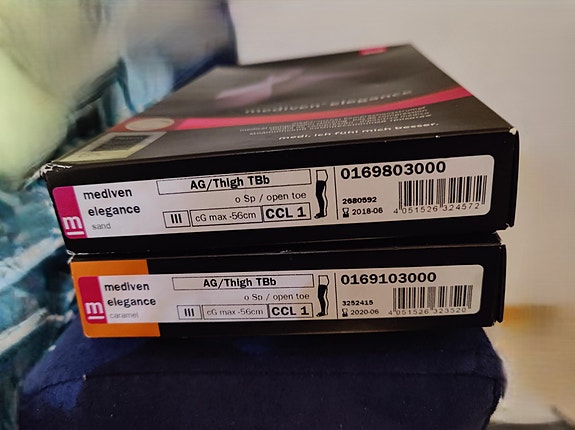 mediven elegance
medi. ich fühl mich besser.
m
mediven
elegance
sand
AG/Thigh TBb
o Sp / open toe
III cG max -56cm CCL 1
0169803000
2680592
2018-06
4 051526 324572
m
mediven
elegance
caramel
AG/Thigh TBb
o Sp / open toe
III cG max -56cm CCL 1
0169103000
3252415
2020-06
4 051526 323520